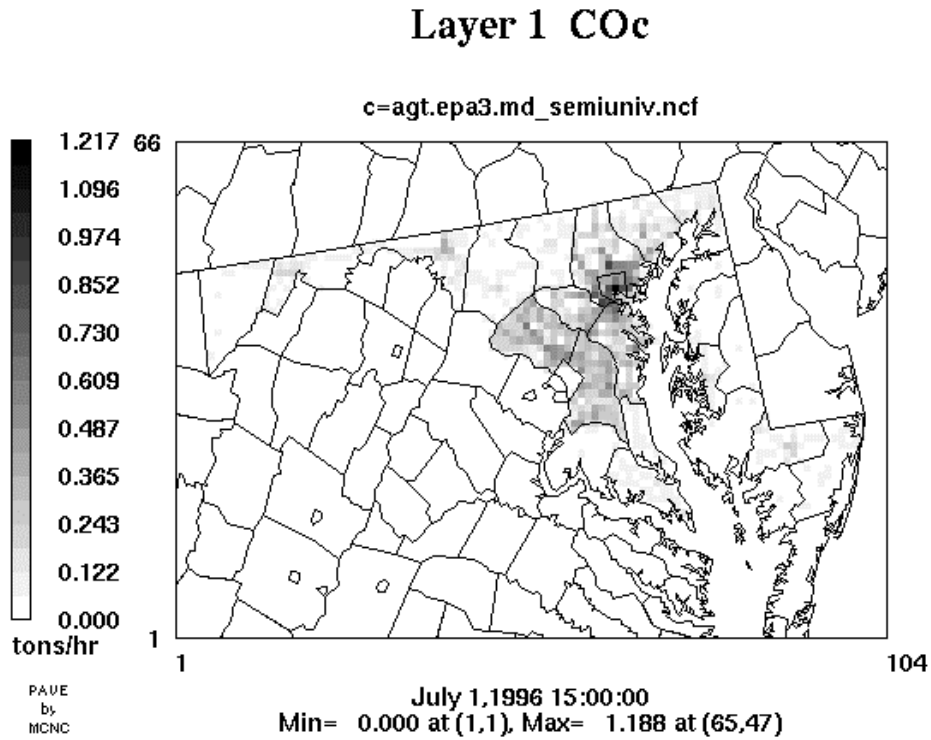 Layer 1 COc
c=agt.epa3.md_semiuniv.ncf
1.217
1.096
0.974
0.852
0.730
0.609
0.487
0.365
0.243
0.122
0.000
tons/hr
66
1
1
104
PAVE
by
MCNC
July 1,1996 15:00:00
Min= 0.000 at (1,1), Max= 1.188 at (65,47)